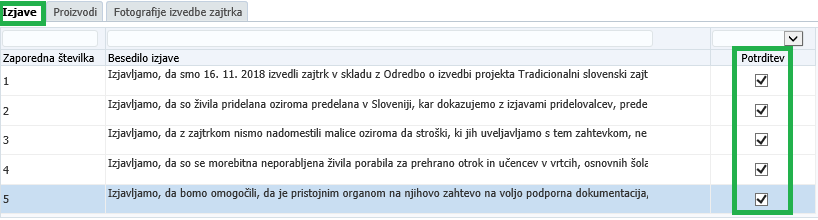 Izjave Proizvodi Fotografije izvedbe zajtrka
Zaporedna številka Besedilo izjave Potrditev
1 Izjavljamo, da smo 16. 11. 2018 izvedli zajtrk v skladu z Odredbo o izvedbi projekta Tradicionalni slovenski zajt
2 Izjavljamo, da so živila pridelana oziroma predelana v Sloveniji, kar dokazujemo z izjavami pridelovalcev, prede
3 Izjavljamo, da z zajtrkom nismo nadomestili malice oziroma da stroški, ki jih uveljavljamo s tem zahtevkom, ne
4 Izjavljamo, da so se morebitna neporabljena živila porabila za prehrano otrok in učencev v vrtcih, osnovnih šola
5 Izjavljamo, da bomo omogočili, da je pristojnim organom na njihovo zahtevo na voljo podporna dokumentacija,